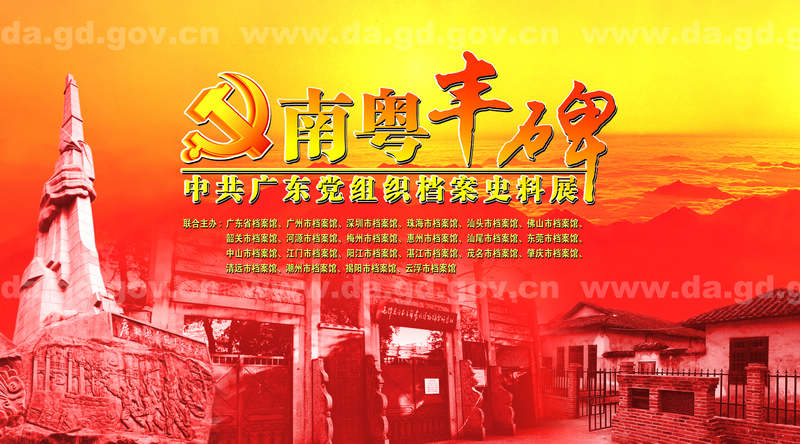 www.da.gd.gov.cn www.da.gd.gov.cn
南粤丰碑
中共广东党组织档案史料展
联合主办：广东省档案馆、广州市档案馆、深圳市档案馆、珠海市档案馆、汕头市档案馆、佛山市档案馆、
韶关市档案馆、河源市档案馆、梅州市档案馆、惠州市档案馆、汕尾市档案馆、东莞市档案馆、
中山市档案馆、江门市档案馆、阳江市档案馆、湛江市档案馆、茂名市档案馆、肇庆市档案馆、
清远市档案馆、潮州市档案馆、揭阳市档案馆、云浮市档案馆
www.da.gd.gov.cn www.da.gd.gov.cn